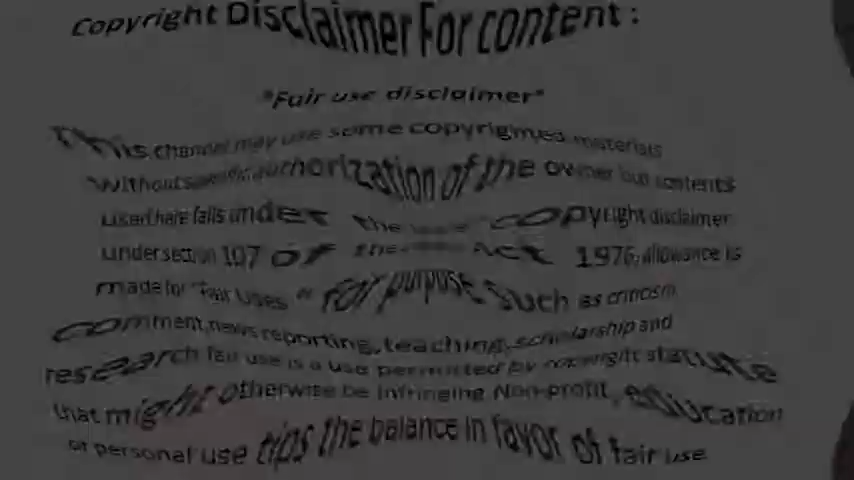 Copyright Disclaimer For content :
"Fair use disclaimer"
This channel may use some copyrighted materials
without specific authorization of the owner but contents
used here falls under the "copyright disclaimer
under section 107 of the Act 1976, allowance is
made for "Fair Uses " For purpose such as criticism
comment, news reporting, teaching, scholarship and
research fair use is a use permitted by copyright statute
that might otherwise be infringing Non-profit, education
or personal use tips the balance in favor of fair use